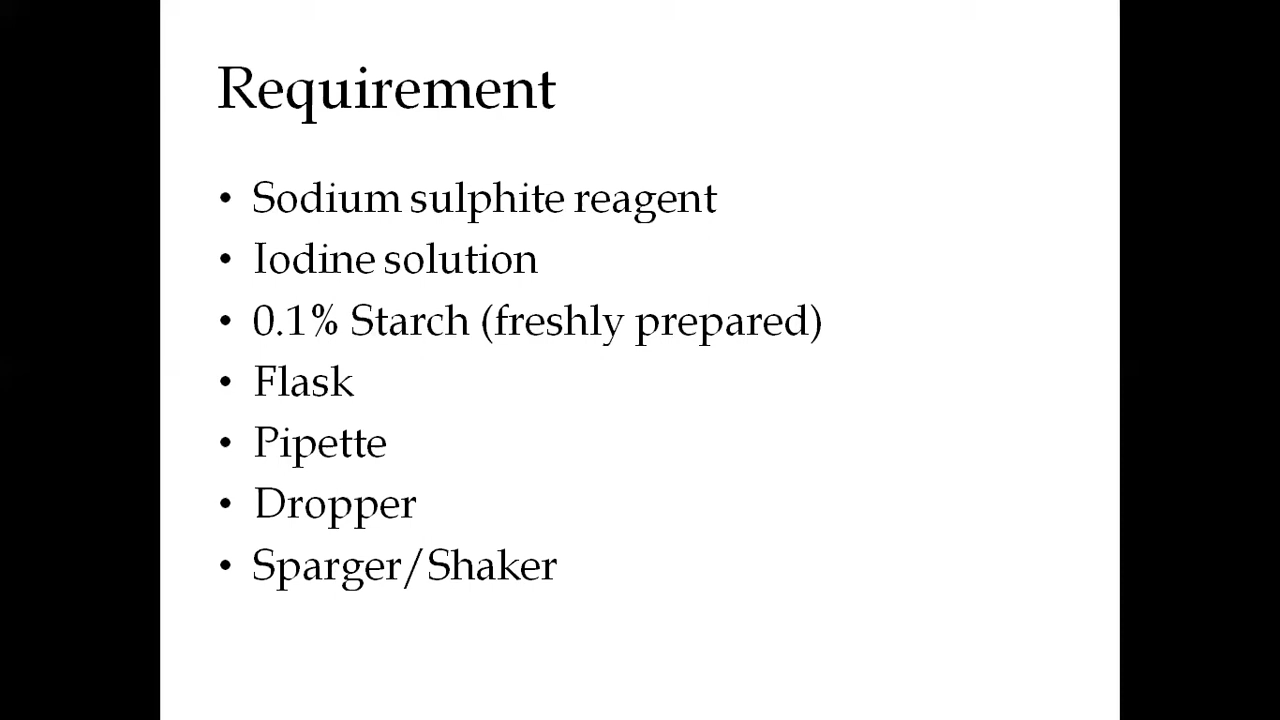 Requirement
• Sodium sulphite reagent
• Iodine solution
• 0.1% Starch (freshly prepared)
• Flask
• Pipette
• Dropper
• Sparger/Shaker